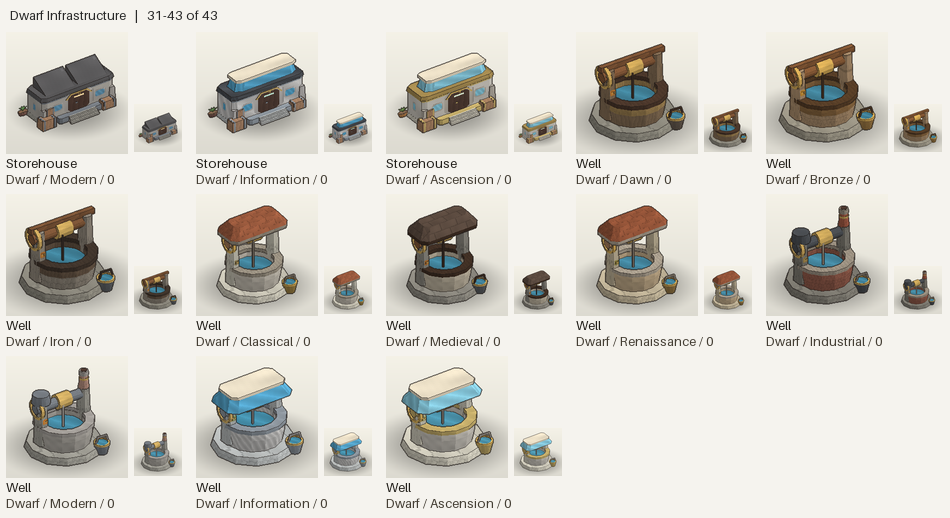 Dwarf Infrastructure | 31-43 of 43
Storehouse
Dwarf / Modern / 0
Storehouse
Dwarf / Information / 0
Storehouse
Dwarf / Ascension / 0
Well
Dwarf / Dawn / 0
Well
Dwarf / Bronze / 0
Well
Dwarf / Iron / 0
Well
Dwarf / Classical / 0
Well
Dwarf / Medieval / 0
Well
Dwarf / Renaissance / 0
Well
Dwarf / Industrial / 0
Well
Dwarf / Modern / 0
Well
Dwarf / Information / 0
Well
Dwarf / Ascension / 0